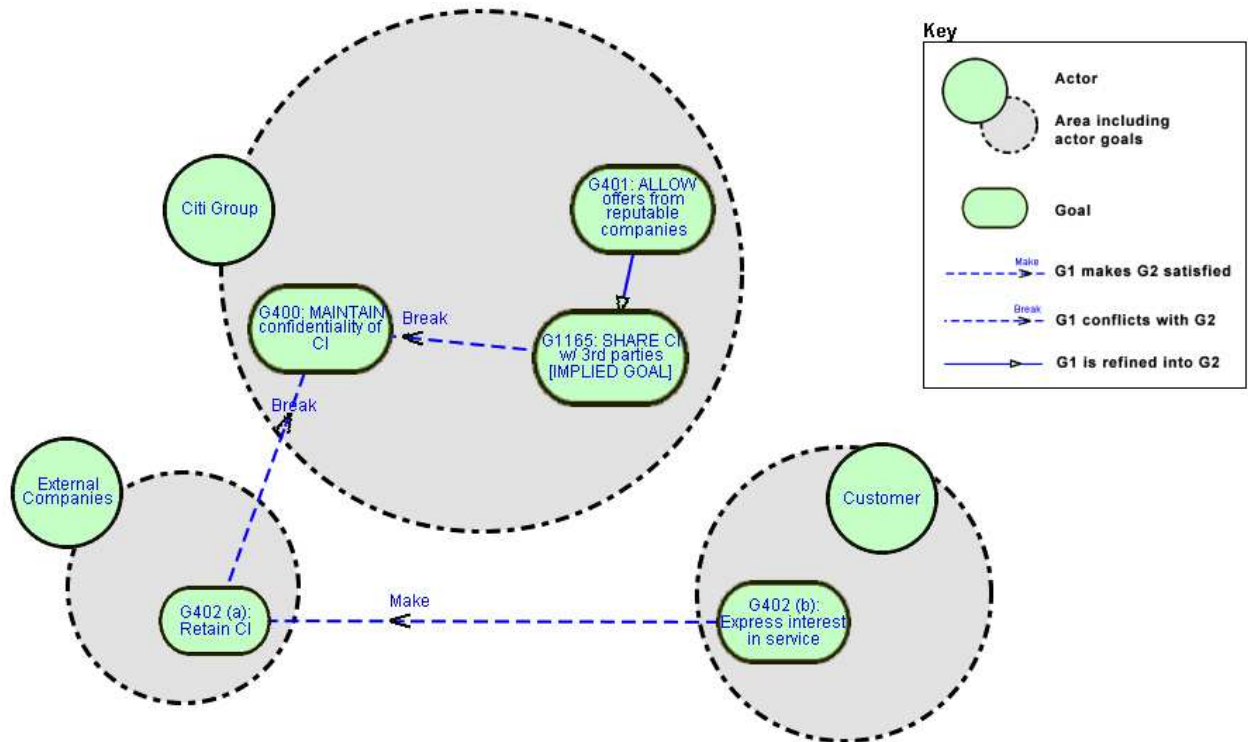 Citi Group
G401: ALLOW
offers from
reputable
companies
G400: MAINTAIN
confidentiality of
CI
Break
G1165: SHARE CI
w/ 3rd parties
[IMPLIED GOAL]
Break
External
Companies
Customer
G402 (a):
Retain CI
Make
G402 (b):
Express interest
in service
Key
Actor
Area including
actor goals
Goal
Make
G1 makes G2 satisfied
Break
G1 conflicts with G2
G1 is refined into G2